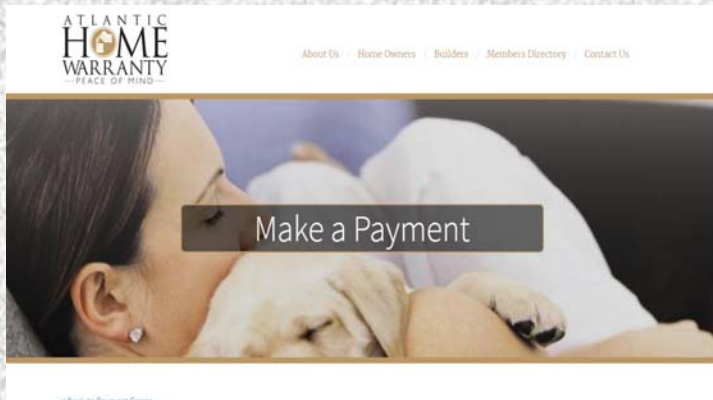 ATLANTIC
HOME
WARRANTY
PEACE OF MIND
About Us / Home Owners / Builders / Members Directory / Contact Us
Make a Payment